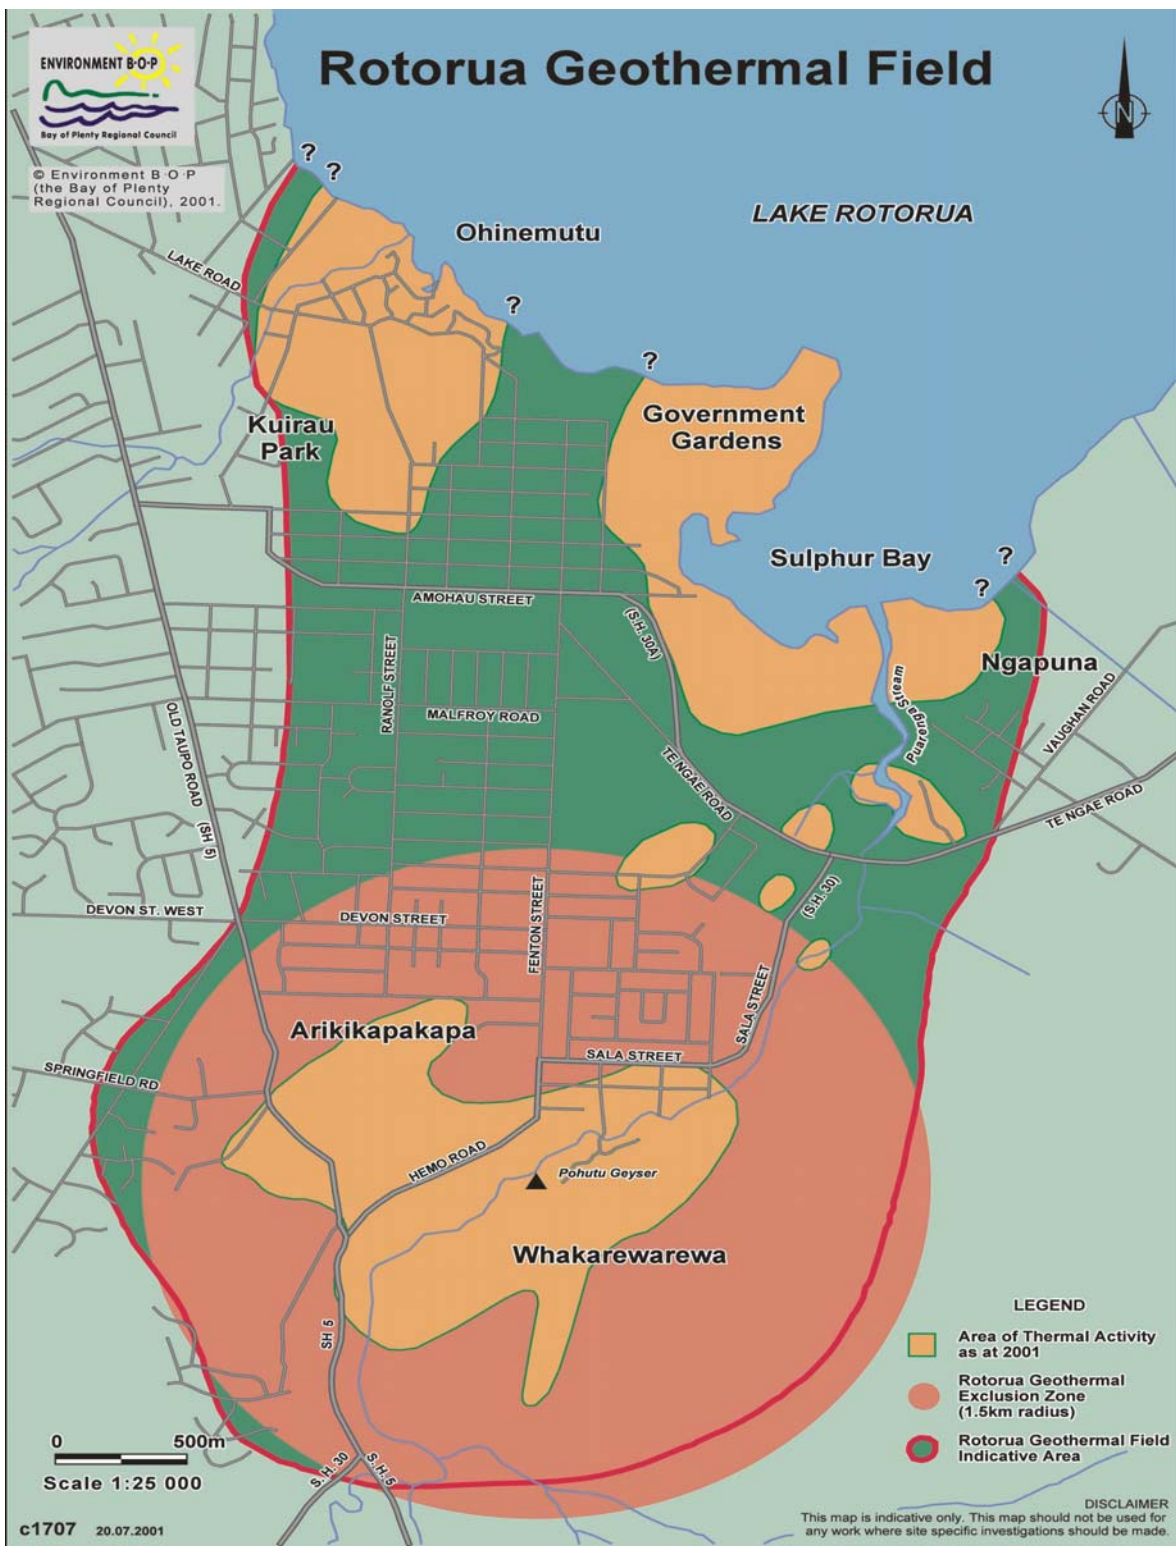 Rotorua Geothermal Field
ENVIRONMENT B·O·P
Bay of Plenty Regional Council
© Environment B·O·P
(the Bay of Plenty
Regional Council), 2001.
N
?
?
LAKE ROTORUA
Ohinemutu
LAKE ROAD
?
?
Government
Gardens
Kuirau
Park
Sulphur Bay
?
?
AMOHAU STREET
(S.H. 30A)
RANOLF STREET
Ngapuna
Puarenga Stream
MALFROY ROAD
VAUGHAN ROAD
OLD TAUPO ROAD (SH 5)
TE NGAE ROAD
TE NGAE ROAD
DEVON ST. WEST
DEVON STREET
FENTON STREET
(S.H. 30)
SALA STREET
Arikikapakapa
SALA STREET
SPRINGFIELD RD
HEMO ROAD
Pohutu Geyser
Whakarewarewa
SH 5
LEGEND
Area of Thermal Activity
as at 2001
Rotorua Geothermal
Exclusion Zone
(1.5km radius)
Rotorua Geothermal Field
Indicative Area
0 500m
Scale 1:25 000
S. H. 30
S. H. 5
c1707 20.07.2001
DISCLAIMER
This map is indicative only. This map should not be used for
any work where site specific investigations should be made.